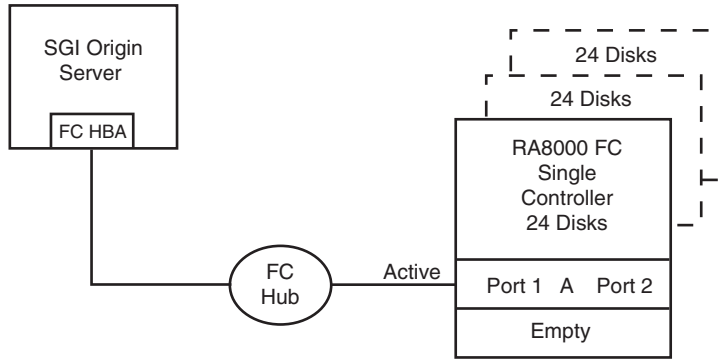 SGI Origin
Server
FC HBA
24 Disks
24 Disks
RA8000 FC
Single
Controller
24 Disks
FC
Hub
Active
Port 1 A Port 2
Empty